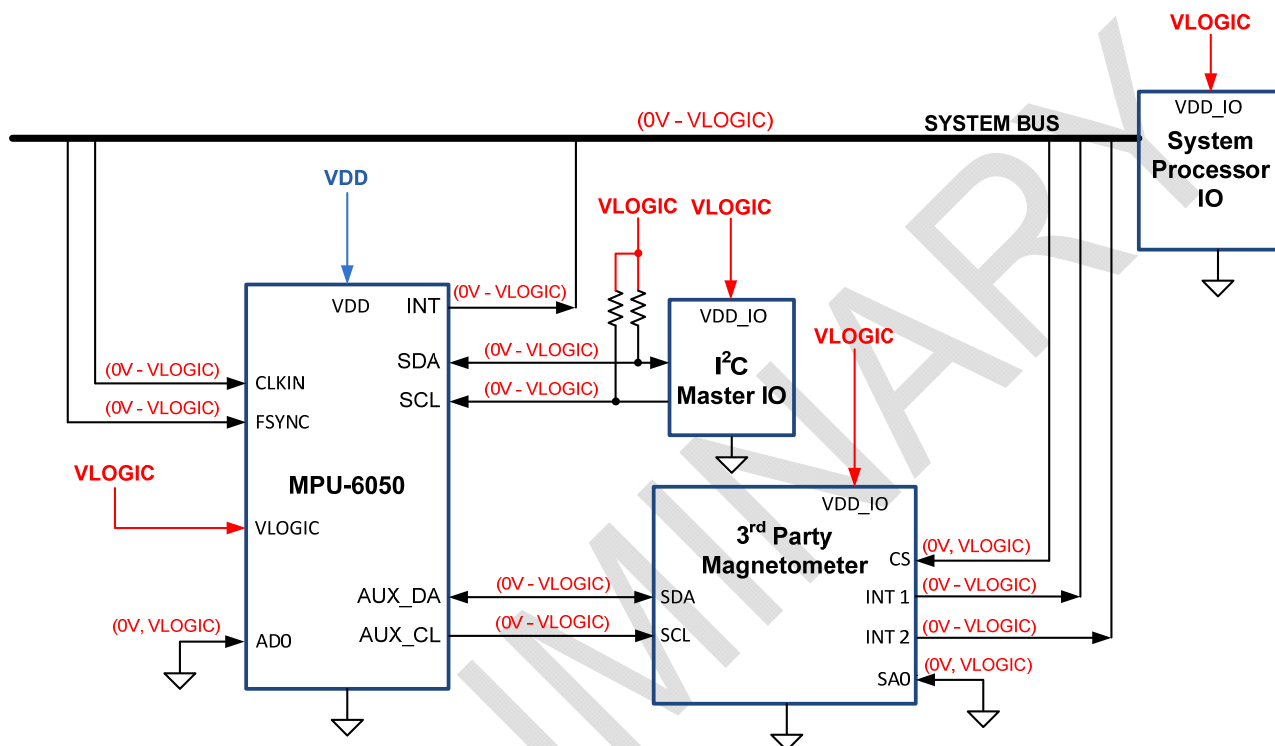 VLOGIC
VDD_IO
System
Processor
IO
(0V - VLOGIC)
SYSTEM BUS
VDD
VLOGIC
VLOGIC
VDD
INT
(0V - VLOGIC)
SDA
(0V - VLOGIC)
SCL
(0V - VLOGIC)
(0V - VLOGIC)
CLKIN
(0V - VLOGIC)
FSYNC
MPU-6050
VLOGIC
VLOGIC
(0V, VLOGIC)
AD0
AUX_DA
(0V - VLOGIC)
AUX_CL
(0V - VLOGIC)
VDD_IO
I²C
Master IO
VLOGIC
VDD_IO
3rd Party
Magnetometer
SDA
SCL
CS
(0V, VLOGIC)
INT 1
(0V - VLOGIC)
INT 2
(0V - VLOGIC)
SA0
(0V, VLOGIC)
IMINARY